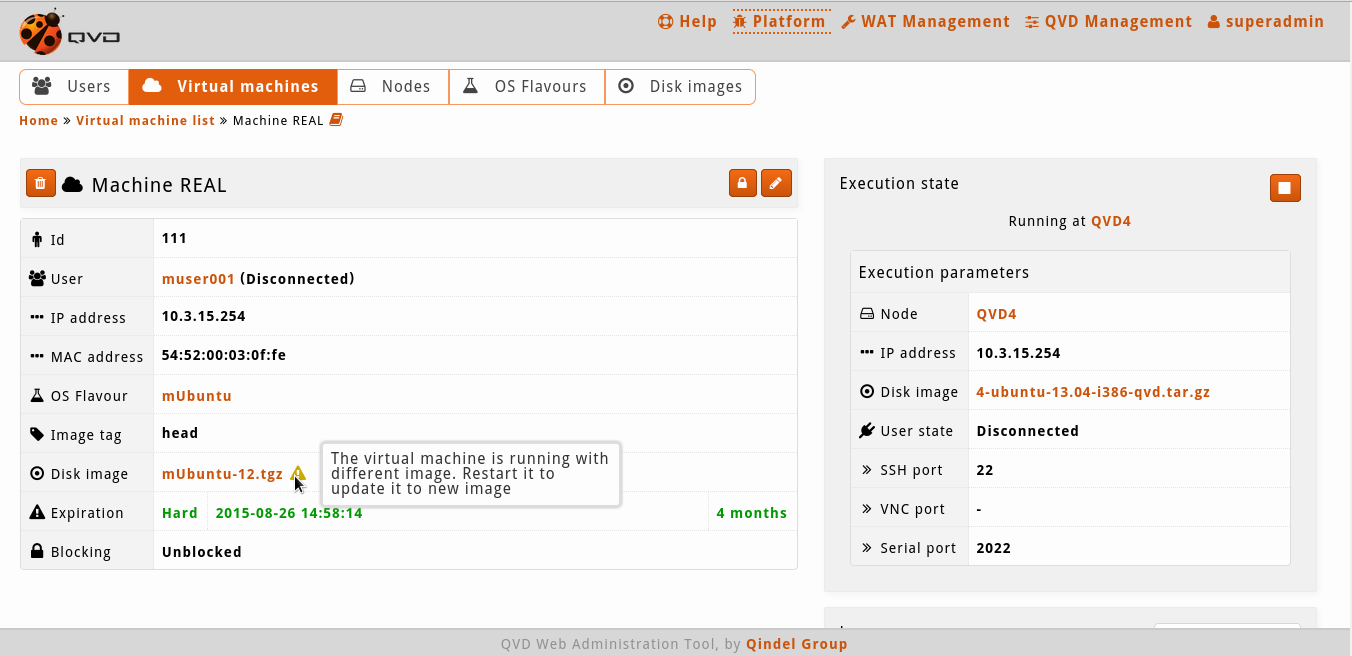 QVD
Help Platform WAT Management QVD Management superadmin
Users Virtual machines Nodes OS Flavours Disk images
Home » Virtual machine list » Machine REAL
Machine REAL
Id 111
User muser001 (Disconnected)
IP address 10.3.15.254
MAC address 54:52:00:03:0f:fe
OS Flavour mUbuntu
Image tag head
Disk image mUbuntu-12.tgz
The virtual machine is running with
different image. Restart it to
update it to new image
Expiration Hard 2015-08-26 14:58:14 4 months
Blocking Unblocked
Execution state
Running at QVD4
Execution parameters
Node QVD4
IP address 10.3.15.254
Disk image 4-ubuntu-13.04-i386-qvd.tar.gz
User state Disconnected
SSH port 22
VNC port -
Serial port 2022
QVD Web Administration Tool, by Qindel Group